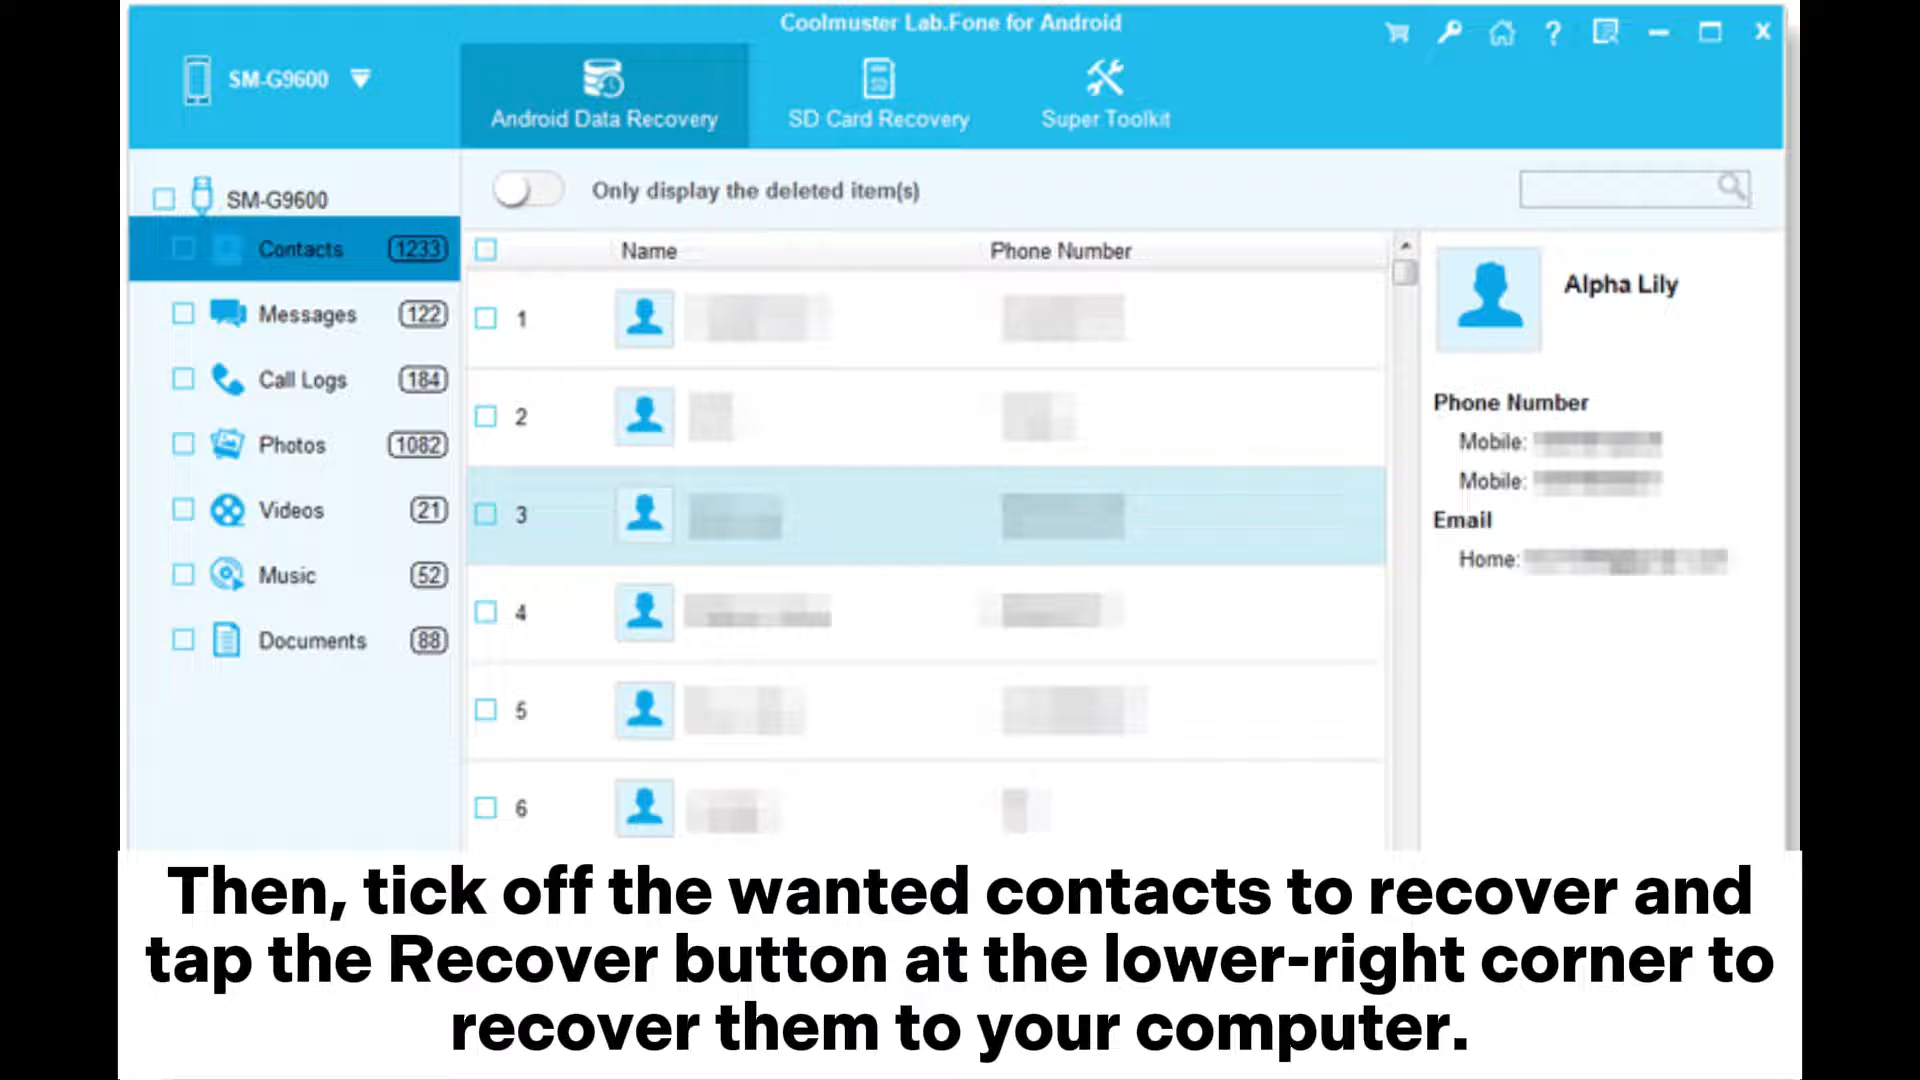 Coolmuster Lab.Fone for Android
SM-G9600
Android Data Recovery
SD
SD Card Recovery
Super Toolkit
?
X
SM-G9600
Only display the deleted item(s)
Contacts 1233
Messages 122
Call Logs 184
Photos 1082
Videos 21
Music 52
Documents 88
Name Phone Number
1
2
3
4
5
6
Alpha Lily
Phone Number
Mobile:
Mobile:
Email
Home:
Then, tick off the wanted contacts to recover and
tap the Recover button at the lower-right corner to
recover them to your computer.